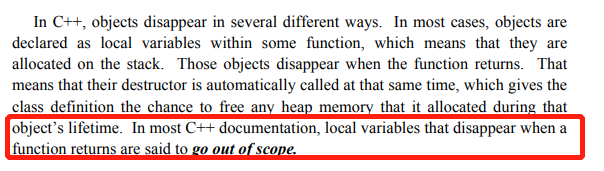 In C++, objects disappear in several different ways. In most cases, objects are
declared as local variables within some function, which means that they are
allocated on the stack. Those objects disappear when the function returns. That
means that their destructor is automatically called at that same time, which gives the
class definition the chance to free any heap memory that it allocated during that
object’s lifetime. In most C++ documentation, local variables that disappear when a
function returns are said to go out of scope.